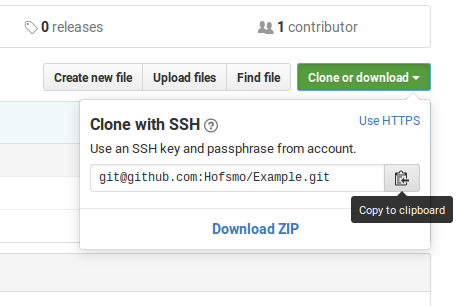 0 releases
1 contributor
Create new file
Upload files
Find file
Clone or download
Clone with SSH
Use HTTPS
Use an SSH key and passphrase from account.
git@github.com:Hofsmo/Example.git
Copy to clipboard
Download ZIP